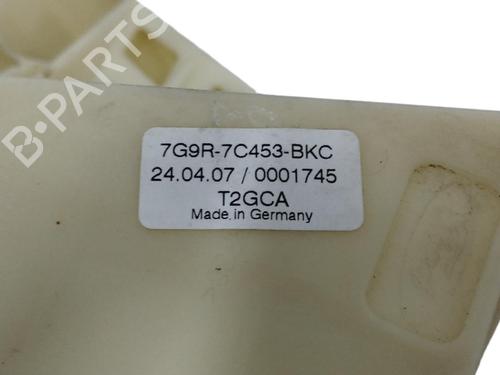 B-PARTS
7G9R-7C453-BKC
24.04.07 / 0001745
T2GCA
Made in Germany